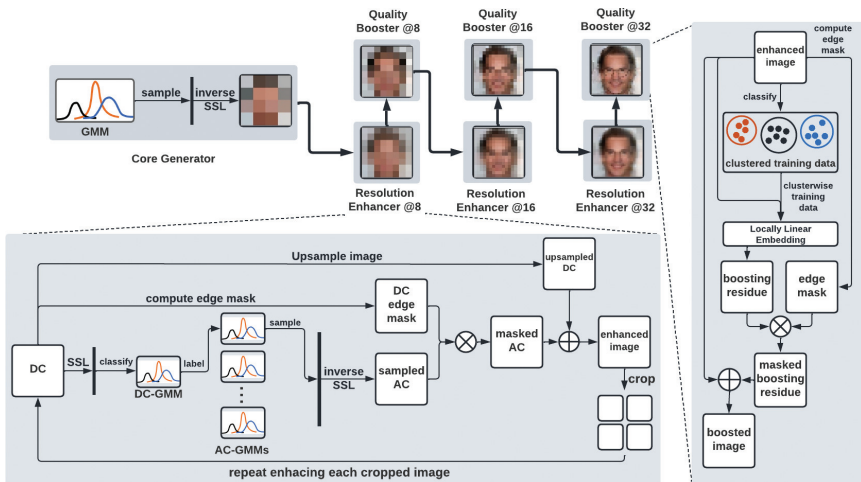 Quality
Booster @8
Quality
Booster @16
Quality
Booster @32
GMM
sample
inverse
SSL
Core Generator
Resolution
Enhancer @8
Resolution
Enhancer @16
Resolution
Enhancer @32
compute
edge
mask
enhanced
image
classify
clustered training data
clusterwise
training
data
Locally Linear
Embedding
boosting
residue
edge
mask
masked
boosting
residue
boosted
image
Upsample image
upsampled
DC
compute edge mask
DC
edge
mask
DC
SSL
classify
DC-GMM
label
sample
AC-GMMs
inverse
SSL
sampled
AC
masked
AC
enhanced
image
crop
repeat enhacing each cropped image